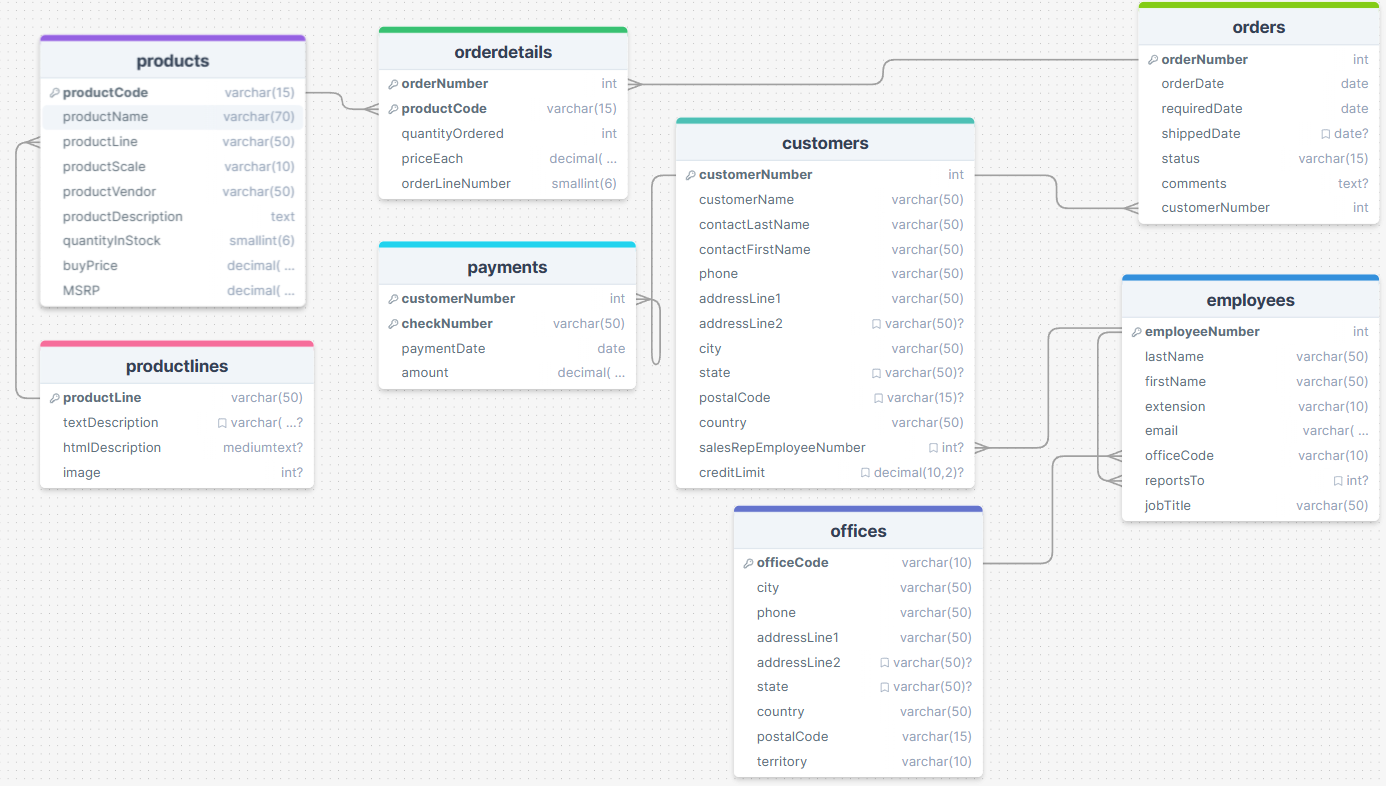 products
productCode varchar(15)
productName varchar(70)
productLine varchar(50)
productScale varchar(10)
productVendor varchar(50)
productDescription text
quantityInStock smallint(6)
buyPrice decimal( ...
MSRP decimal( ...
orderdetails
orderNumber int
productCode varchar(15)
quantityOrdered int
priceEach decimal( ...
orderLineNumber smallint(6)
orders
orderNumber int
orderDate date
requiredDate date
shippedDate date?
status varchar(15)
comments text?
customerNumber int
customers
customerNumber int
customerName varchar(50)
contactLastName varchar(50)
contactFirstName varchar(50)
phone varchar(50)
addressLine1 varchar(50)
addressLine2 varchar(50)?
city varchar(50)
state varchar(50)?
postalCode varchar(15)?
country varchar(50)
salesRepEmployeeNumber int?
creditLimit decimal(10,2)?
payments
customerNumber int
checkNumber varchar(50)
paymentDate date
amount decimal( ...
employees
employeeNumber int
lastName varchar(50)
firstName varchar(50)
extension varchar(10)
email varchar( ...
officeCode varchar(10)
reportsTo int?
jobTitle varchar(50)
productlines
productLine varchar(50)
textDescription varchar( ...?
htmlDescription mediumtext?
image int?
offices
officeCode varchar(10)
city varchar(50)
phone varchar(50)
addressLine1 varchar(50)
addressLine2 varchar(50)?
state varchar(50)?
country varchar(50)
postalCode varchar(15)
territory varchar(10)